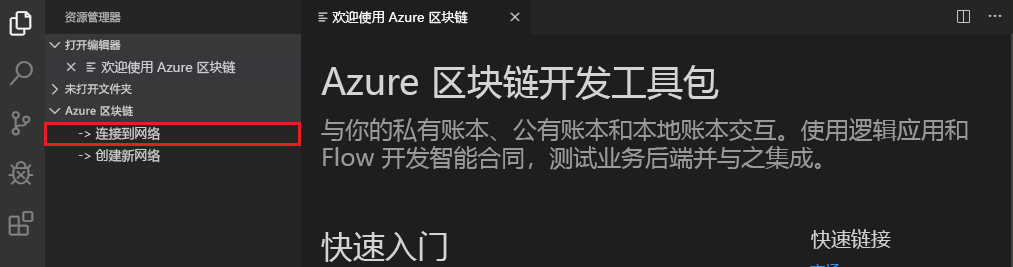 资源管理器
打开编辑器
欢迎使用 Azure 区块链
未打开文件夹
Azure 区块链
-> 连接到网络
-> 创建新网络
欢迎使用 Azure 区块链
Azure 区块链开发工具包
与你的私有账本、公有账本和本地账本交互。使用逻辑应用和
Flow 开发智能合同，测试业务后端并与之集成。
快速入门
快速链接